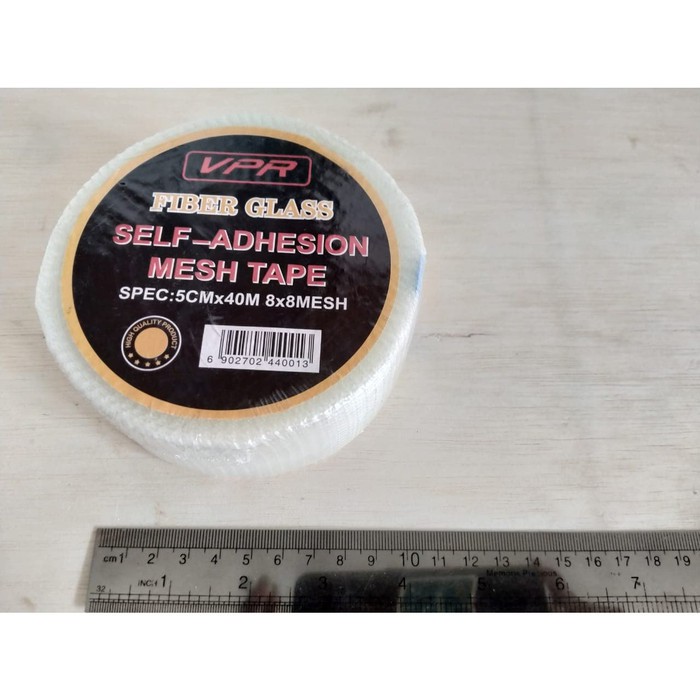 VPR
FIBER GLASS
SELF-ADHESION
MESH TAPE
SPEC:5CMx40M 8x8MESH
HIGH QUALITY PRODUCT
6 902702 440013
cm 1 2 3 4 5 6 7 8 9 10 11 12 13 14 15 16 17 18 19
32 INCH 1 2 3 4 5 6 7